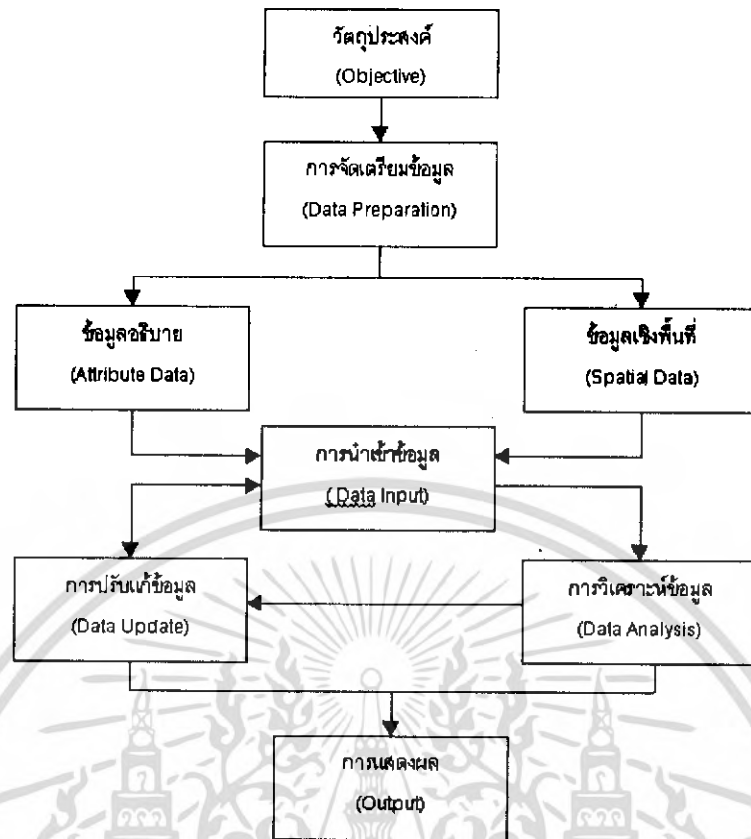 วัตถุประสงค์
(Objective)
การจัดเตรียมข้อมูล
(Data Preparation)
ข้อมูลอธิบาย
(Attribute Data)
ข้อมูลเชิงพื้นที่
(Spatial Data)
การนำเข้าข้อมูล
( Data Input)
การปรับแก้ข้อมูล
(Data Update)
การวิเคราะห์ข้อมูล
(Data Analysis)
การแสดงผล
(Output)